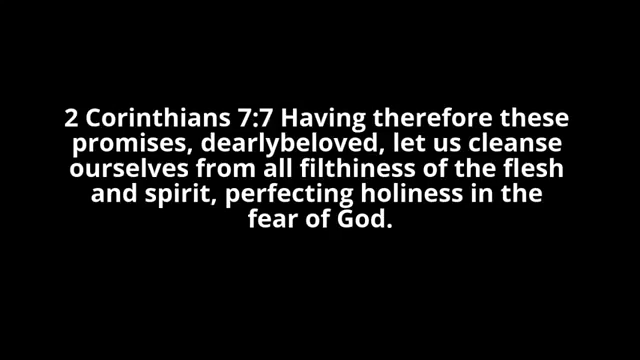 2 Corinthians 7:7 Having therefore these
promises, dearlybeloved, let us cleanse
ourselves from all filthiness of the flesh
and spirit, perfecting holiness in the
fear of God.